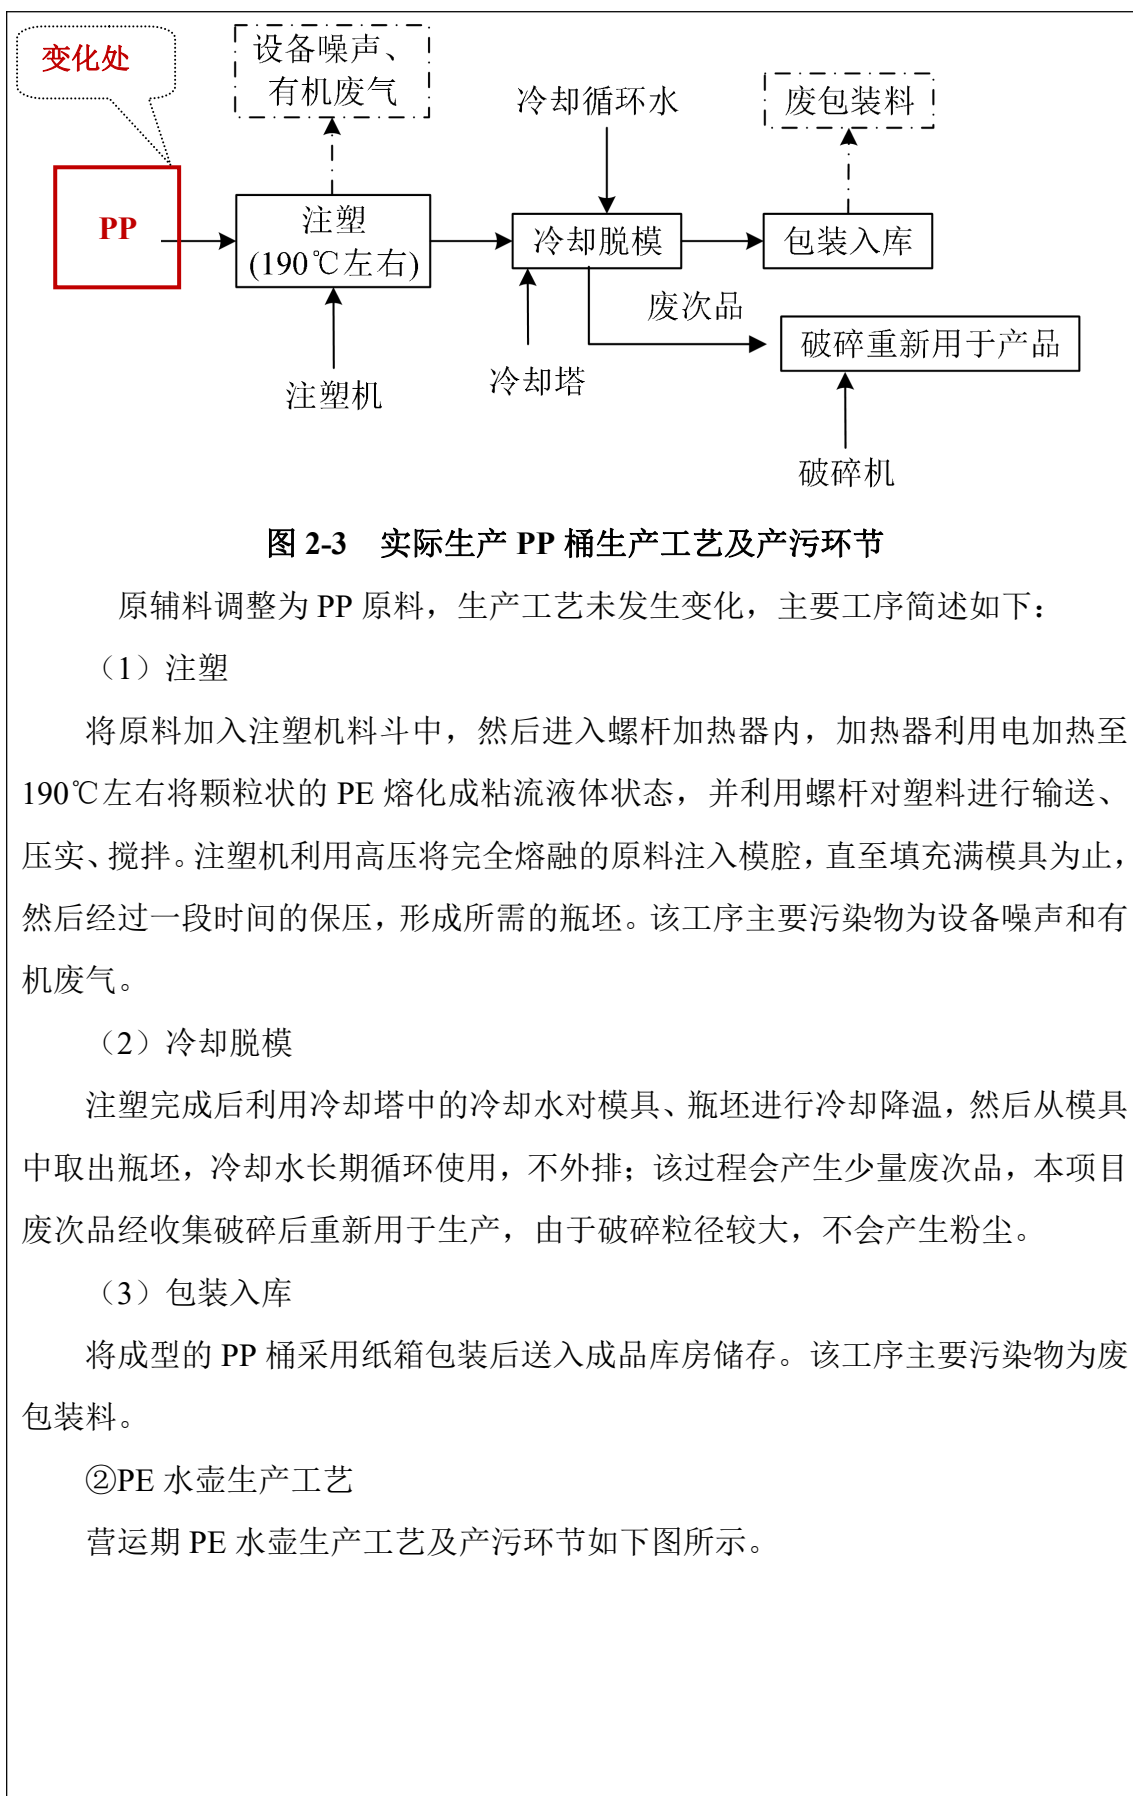 变化处
设备噪声、
有机废气
冷却循环水
废包装料
PP
注塑
(190℃左右)
冷却脱模
包装入库
废次品
破碎重新用于产品
注塑机
冷却塔
破碎机
图 2-3 实际生产 PP 桶生产工艺及产污环节
原辅料调整为 PP 原料，生产工艺未发生变化，主要工序简述如下：
（1）注塑
将原料加入注塑机料斗中，然后进入螺杆加热器内，加热器利用电加热至
190℃左右将颗粒状的 PE 熔化成粘流液体状态，并利用螺杆对塑料进行输送、
压实、搅拌。注塑机利用高压将完全熔融的原料注入模腔，直至填充满模具为止，
然后经过一段时间的保压，形成所需的瓶坯。该工序主要污染物为设备噪声和有
机废气。
（2）冷却脱模
注塑完成后利用冷却塔中的冷却水对模具、瓶坯进行冷却降温，然后从模具
中取出瓶坯，冷却水长期循环使用，不外排；该过程会产生少量废次品，本项目
废次品经收集破碎后重新用于生产，由于破碎粒径较大，不会产生粉尘。
（3）包装入库
将成型的 PP 桶采用纸箱包装后送入成品库房储存。该工序主要污染物为废
包装料。
②PE 水壶生产工艺
营运期 PE 水壶生产工艺及产污环节如下图所示。